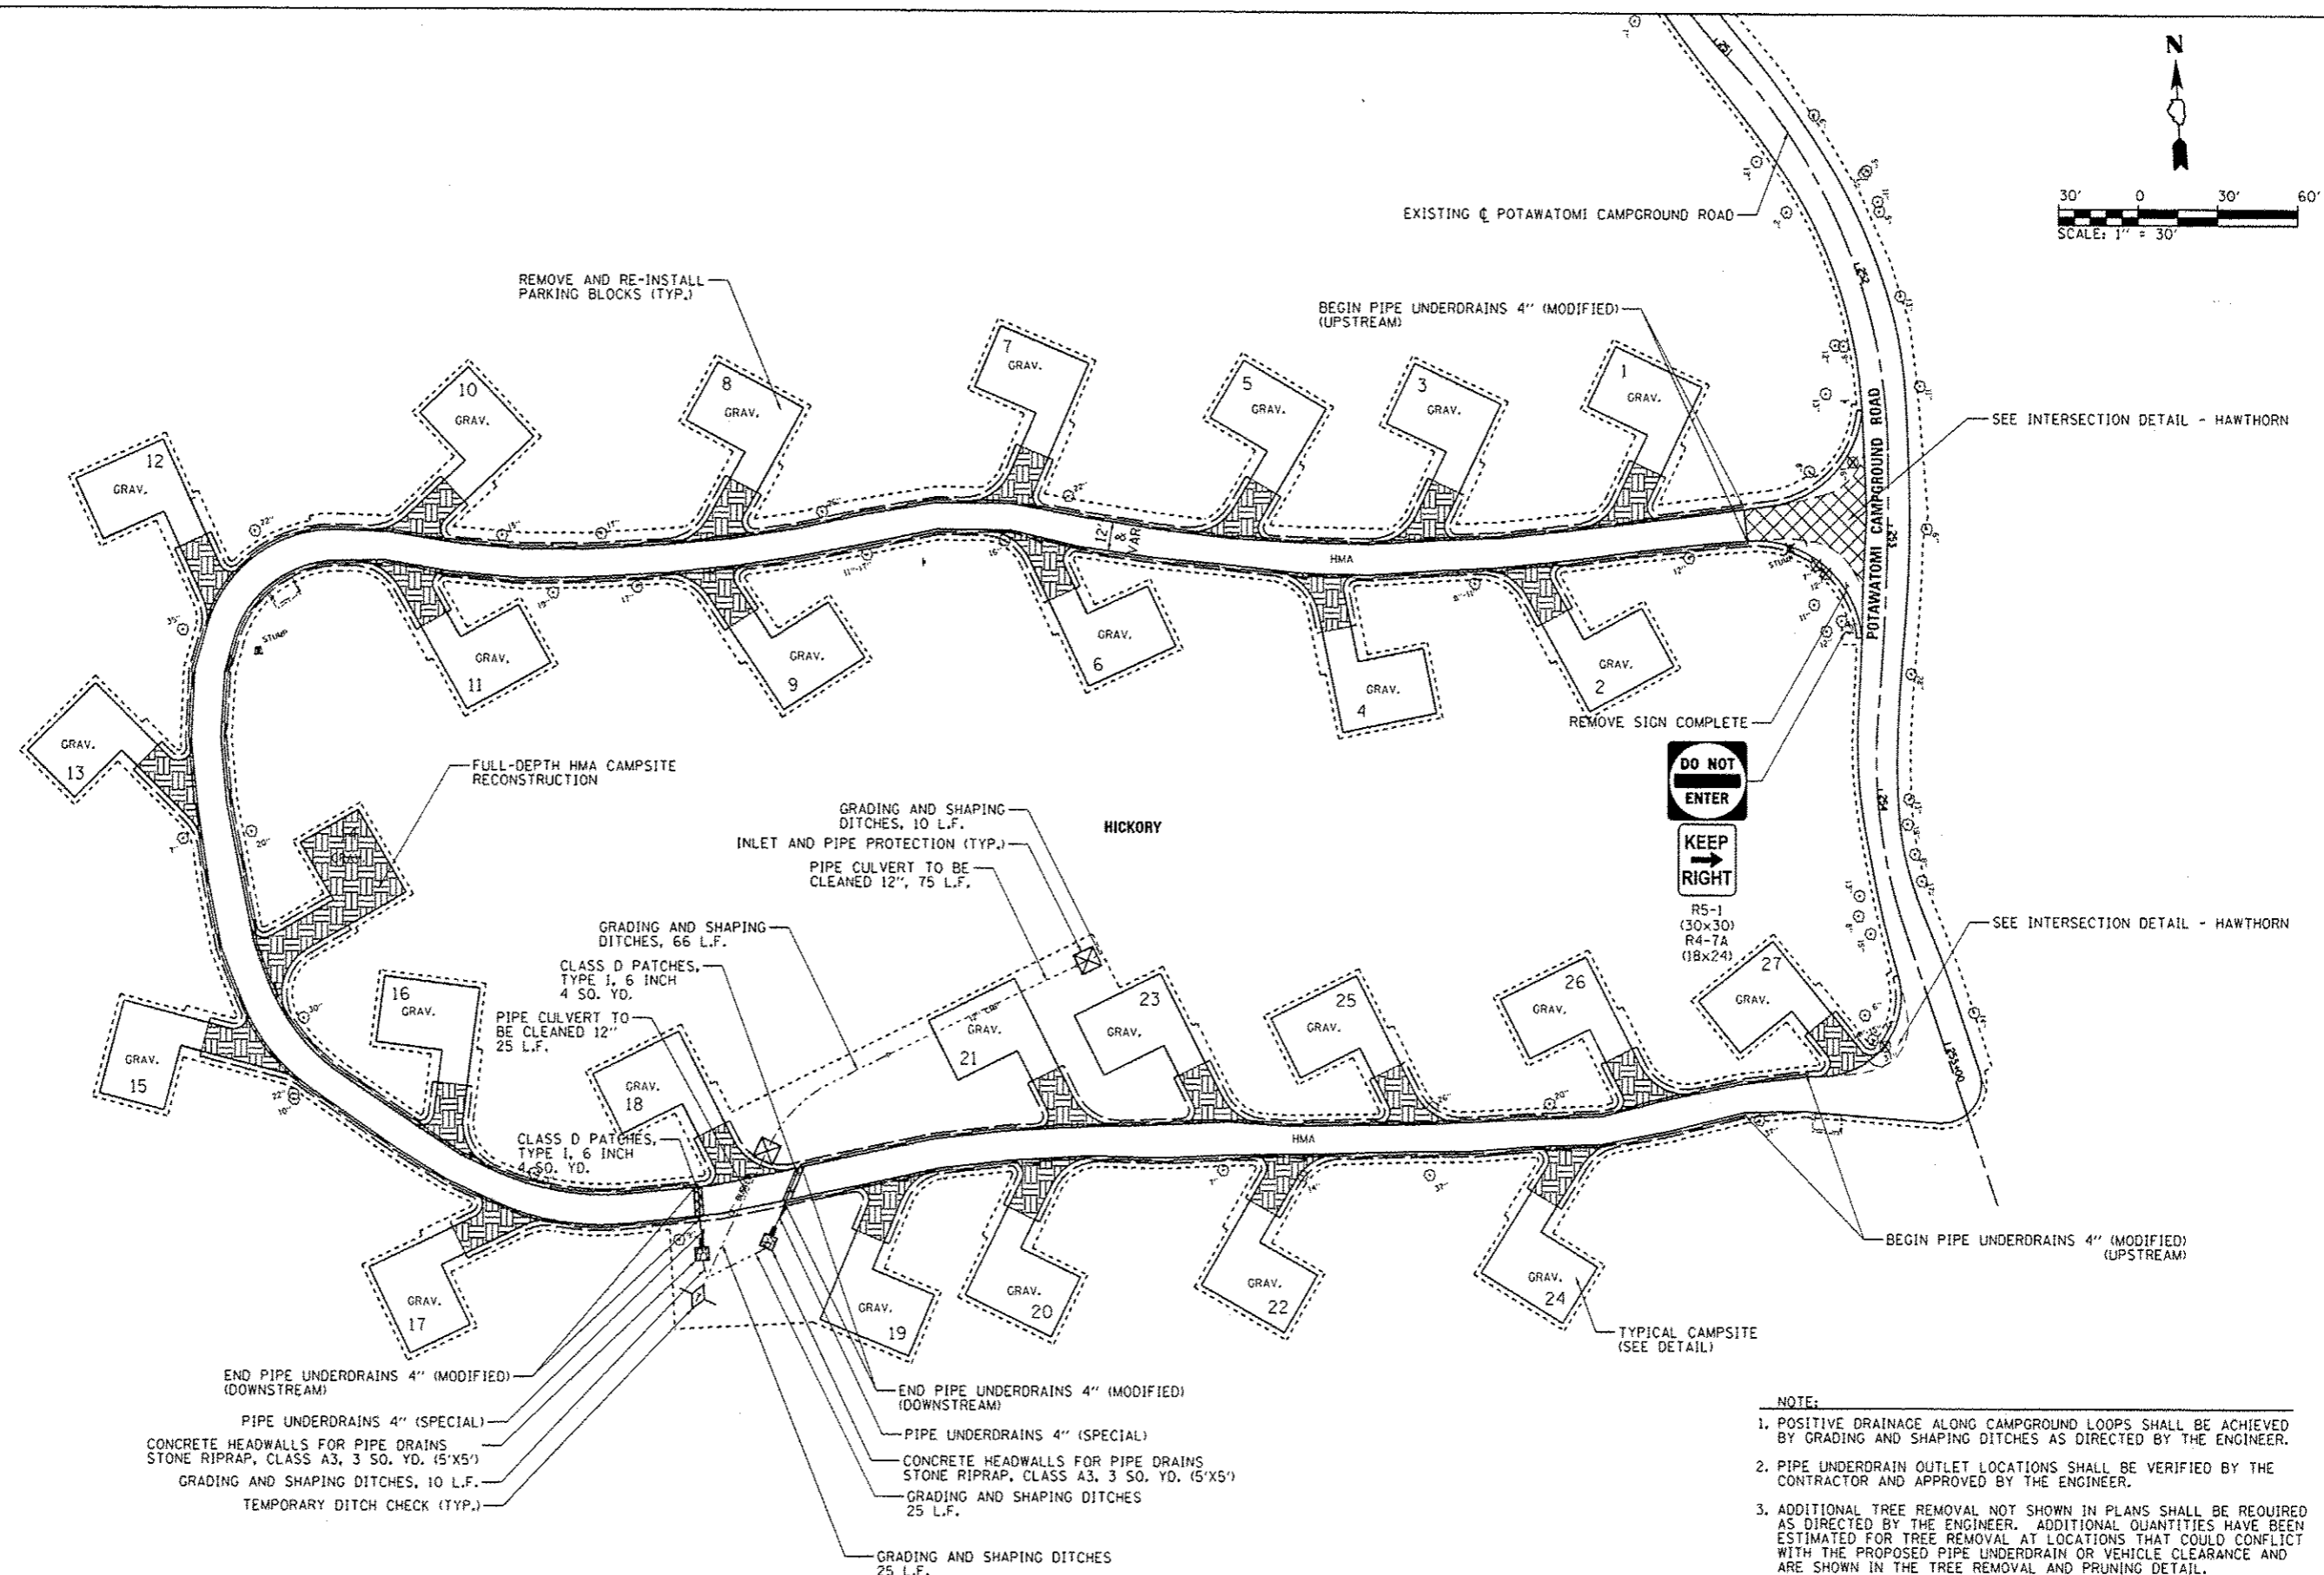 N
30' 0 30' 60'
SCALE: 1" = 30'
EXISTING ℄ POTAWATOMI CAMPGROUND ROAD
REMOVE AND RE-INSTALL
PARKING BLOCKS (TYP.)
BEGIN PIPE UNDERDRAINS 4" (MODIFIED)
(UPSTREAM)
SEE INTERSECTION DETAIL - HAWTHORN
POTAWATOMI CAMPGROUND ROAD
251
252
253
254
255+00
12
GRAV.
10
GRAV.
8
GRAV.
7
GRAV.
5
GRAV.
3
GRAV.
1
GRAV.
12'
&
VAR
HMA
STUMP
STUMP
GRAV.
11
GRAV.
9
GRAV.
6
GRAV.
4
GRAV.
2
GRAV.
13
REMOVE SIGN COMPLETE
DO NOT
ENTER
KEEP
RIGHT
R5-1
(30x30)
R4-7A
(18x24)
FULL-DEPTH HMA CAMPSITE
RECONSTRUCTION
HICKORY
GRADING AND SHAPING
DITCHES, 10 L.F.
INLET AND PIPE PROTECTION (TYP.)
PIPE CULVERT TO BE
CLEANED 12", 75 L.F.
GRADING AND SHAPING
DITCHES, 66 L.F.
CLASS D PATCHES,
TYPE I, 6 INCH
4 SQ. YD.
PIPE CULVERT TO
BE CLEANED 12"
25 L.F.
CLASS D PATCHES,
TYPE I, 6 INCH
4 SQ. YD.
SEE INTERSECTION DETAIL - HAWTHORN
GRAV.
15
16
GRAV.
GRAV.
18
GRAV.
21
23
GRAV.
25
GRAV.
26
GRAV.
27
GRAV.
HMA
GRAV.
17
GRAV.
19
GRAV.
20
GRAV.
22
GRAV.
24
BEGIN PIPE UNDERDRAINS 4" (MODIFIED)
(UPSTREAM)
TYPICAL CAMPSITE
(SEE DETAIL)
END PIPE UNDERDRAINS 4" (MODIFIED)
(DOWNSTREAM)
PIPE UNDERDRAINS 4" (SPECIAL)
CONCRETE HEADWALLS FOR PIPE DRAINS
STONE RIPRAP, CLASS A3, 3 SQ. YD. (5'X5')
GRADING AND SHAPING DITCHES, 10 L.F.
TEMPORARY DITCH CHECK (TYP.)
END PIPE UNDERDRAINS 4" (MODIFIED)
(DOWNSTREAM)
PIPE UNDERDRAINS 4" (SPECIAL)
CONCRETE HEADWALLS FOR PIPE DRAINS
STONE RIPRAP, CLASS A3, 3 SQ. YD. (5'X5')
GRADING AND SHAPING DITCHES
25 L.F.
GRADING AND SHAPING DITCHES
25 L.F.
NOTE:
1. POSITIVE DRAINAGE ALONG CAMPGROUND LOOPS SHALL BE ACHIEVED
BY GRADING AND SHAPING DITCHES AS DIRECTED BY THE ENGINEER.
2. PIPE UNDERDRAIN OUTLET LOCATIONS SHALL BE VERIFIED BY THE
CONTRACTOR AND APPROVED BY THE ENGINEER.
3. ADDITIONAL TREE REMOVAL NOT SHOWN IN PLANS SHALL BE REQUIRED
AS DIRECTED BY THE ENGINEER. ADDITIONAL QUANTITIES HAVE BEEN
ESTIMATED FOR TREE REMOVAL AT LOCATIONS THAT COULD CONFLICT
WITH THE PROPOSED PIPE UNDERDRAIN OR VEHICLE CLEARANCE AND
ARE SHOWN IN THE TREE REMOVAL AND PRUNING DETAIL.